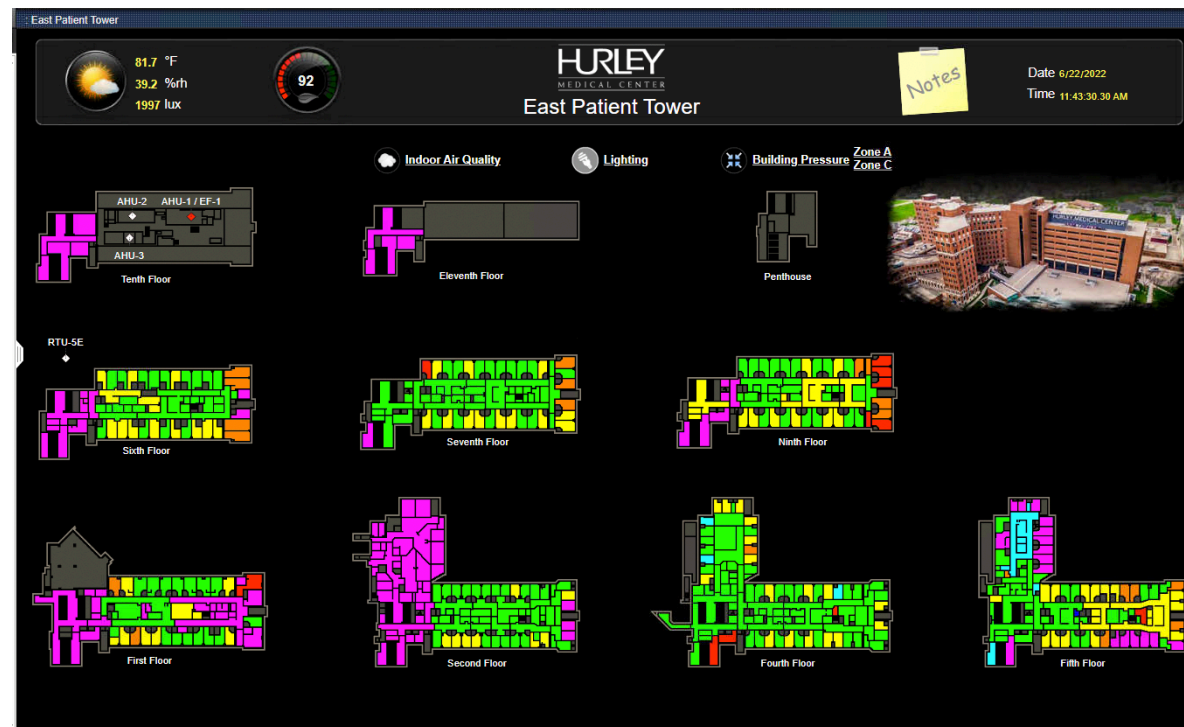 : East Patient Tower
81.7 °F
39.2 %rh
1997 lux
92
HURLEY
MEDICAL CENTER
East Patient Tower
Notes
Date 6/22/2022
Time 11:43:30.30 AM
Indoor Air Quality
Lighting
Building Pressure
Zone A
Zone C
AHU-2 AHU-1 / EF-1
AHU-3
Tenth Floor
Eleventh Floor
Penthouse
HURLEY MEDICAL CENTER
RTU-5E
Sixth Floor
Seventh Floor
Ninth Floor
First Floor
Second Floor
Fourth Floor
Fifth Floor